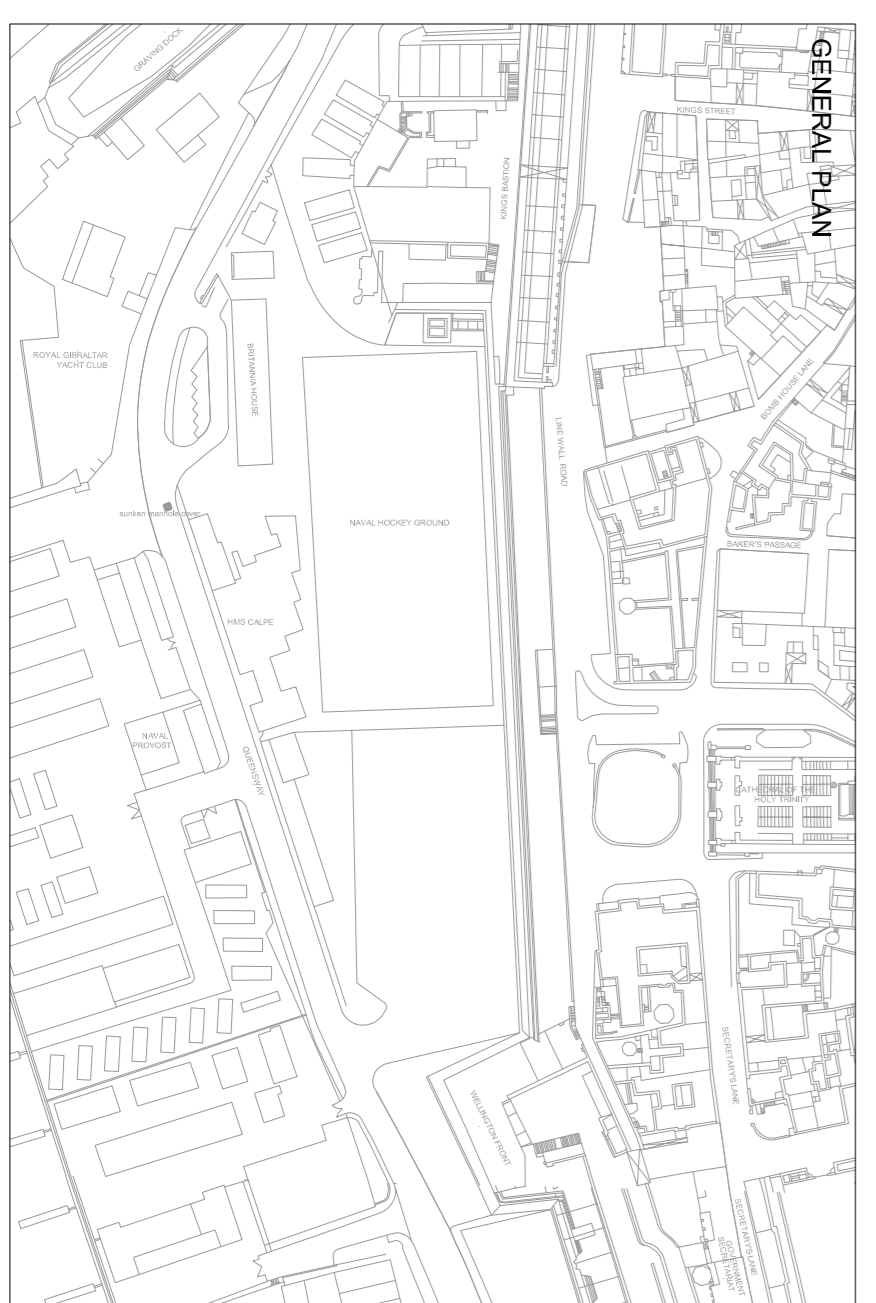 GENERAL PLAN
GRAVING DOCK
KINGS STREET
KINGS BASTION
ROYAL GIBRALTAR
YACHT CLUB
BRITANNIA HOUSE
BOMB HOUSE LANE
LINE WALL ROAD
sunken manhole cover
NAVAL HOCKEY GROUND
BAKER'S PASSAGE
HMS CALPE
NAVAL
PROVOST
QUEENSWAY
CATHEDRAL OF THE
HOLY TRINITY
SECRETARY'S LANE
WELLINGTON FRONT
SECRETARY'S LANE
GOVERNMENT
SECRETARIAT